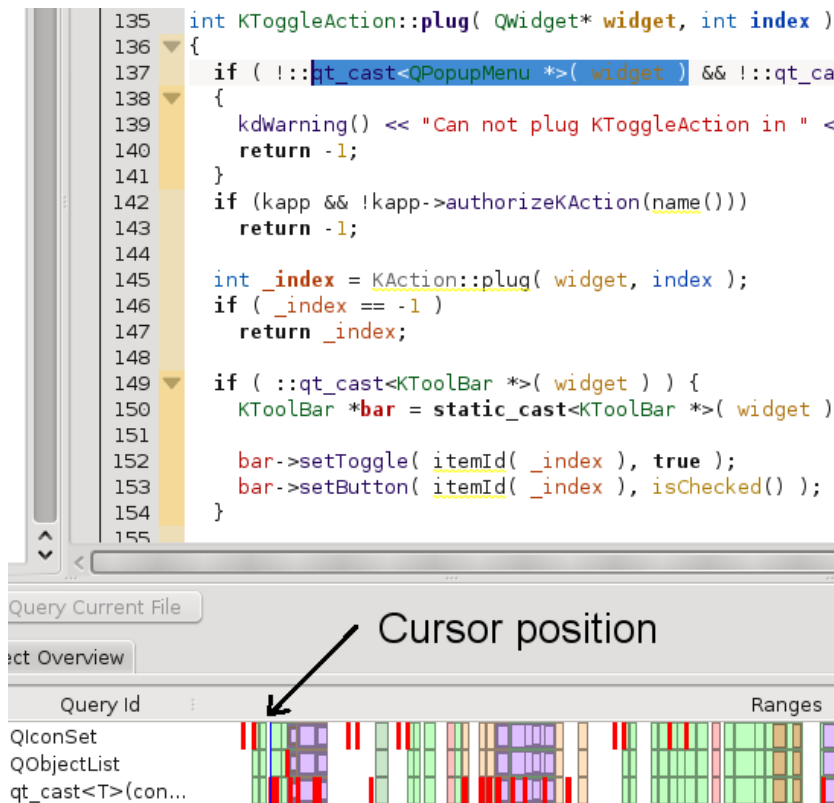 135 int KToggleAction::plug( QWidget* widget, int index )
136 {
137 if ( !::qt_cast<QPopupMenu *>( widget ) && !::qt_ca
138 {
139 kdWarning() << "Can not plug KToggleAction in " <
140 return -1;
141 }
142 if (kapp && !kapp->authorizeKAction(name()))
143 return -1;
144
145 int _index = KAction::plug( widget, index );
146 if ( _index == -1 )
147 return _index;
148
149 if ( ::qt_cast<KToolBar *>( widget ) ) {
150 KToolBar *bar = static_cast<KToolBar *>( widget )
151
152 bar->setToggle( itemId( _index ), true );
153 bar->setButton( itemId( _index ), isChecked() );
154 }
155
Query Current File
Cursor position
ect Overview
Query Id Ranges
QIconSet
QObjectList
qt_cast<T>(con...